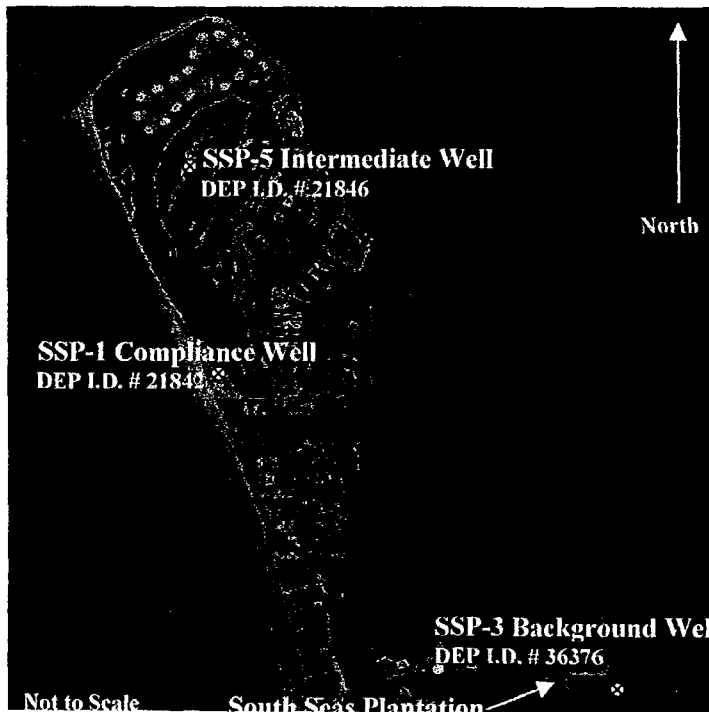 SSP-5 Intermediate Well
DEP I.D. # 21846
North
SSP-1 Compliance Well
DEP I.D. # 21842
SSP-3 Background Wel
DEP I.D. # 36376
Not to Scale
South Seas Plantation